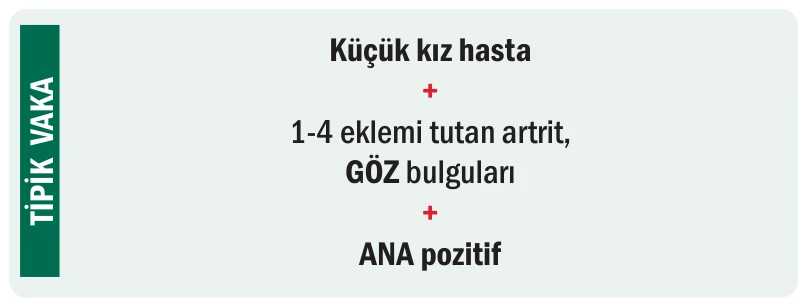 TİPİK VAKA
Küçük kız hasta
+
1-4 eklemi tutan artrit,
GÖZ bulguları
+
ANA pozitif